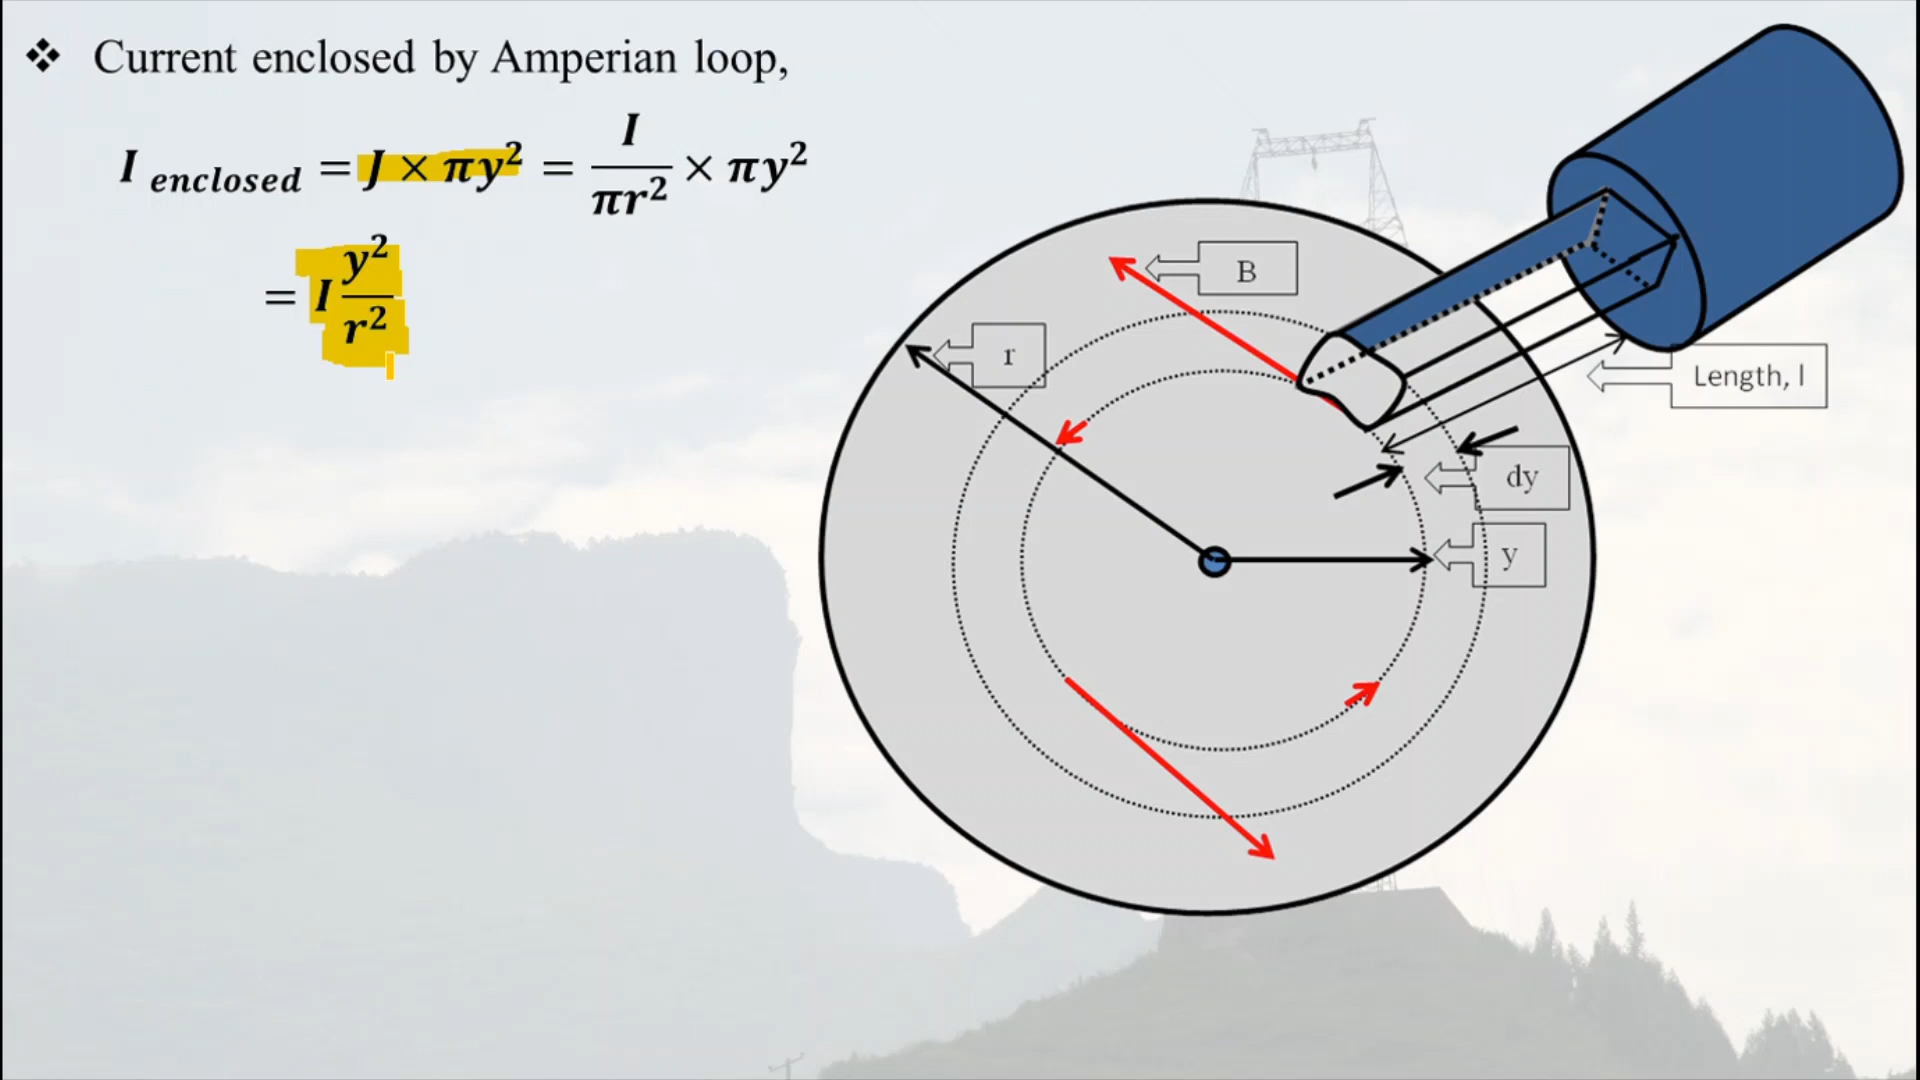 ❖ Current enclosed by Amperian loop,
I enclosed = J × πy² = I/πr² × πy²
= I y²/r²
B
r
Length, l
dy
y